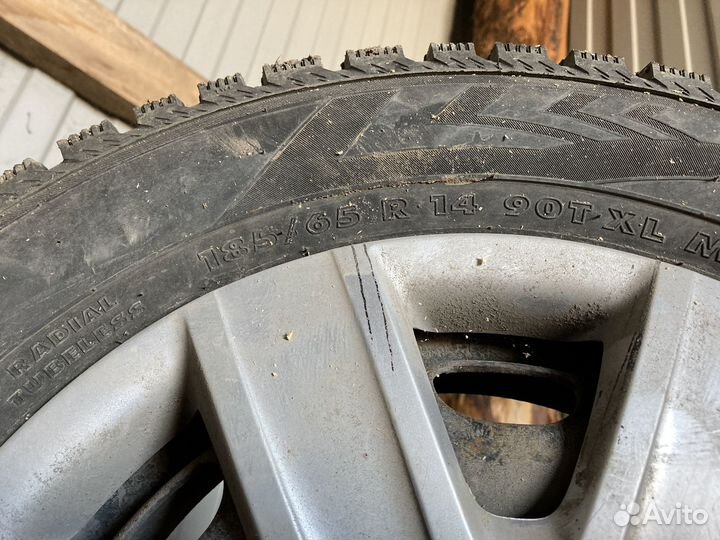 185/65 R 14 90T XL M
RADIAL
TUBELESS
Avito